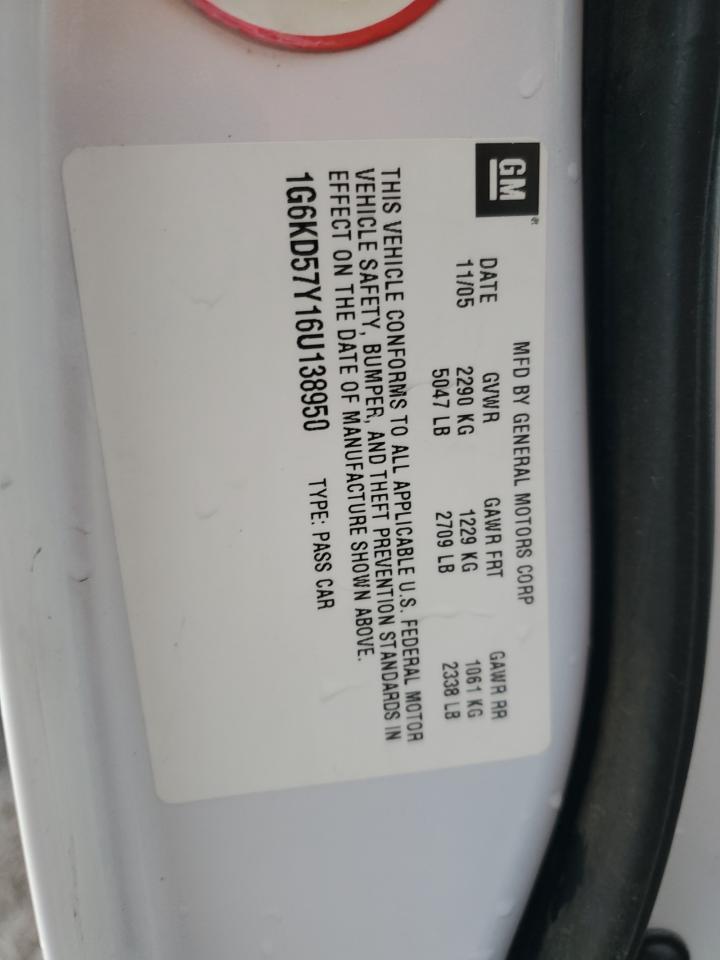 GM®
MFD BY GENERAL MOTORS CORP
DATE GVWR GAWR FRT GAWR RR
11/05 2290 KG 1229 KG 1061 KG
5047 LB 2709 LB 2338 LB
THIS VEHICLE CONFORMS TO ALL APPLICABLE U.S. FEDERAL MOTOR
VEHICLE SAFETY, BUMPER, AND THEFT PREVENTION STANDARDS IN
EFFECT ON THE DATE OF MANUFACTURE SHOWN ABOVE.
1G6KD57Y16U138950 TYPE: PASS CAR